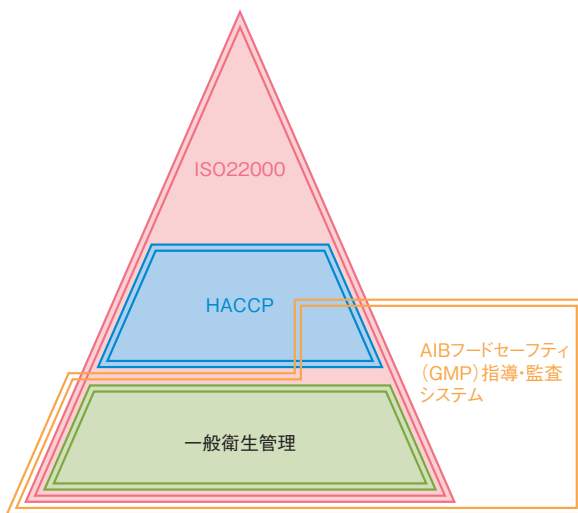 ISO22000
HACCP
AIBフードセーフティ
(GMP)指導・監査
システム
一般衛生管理